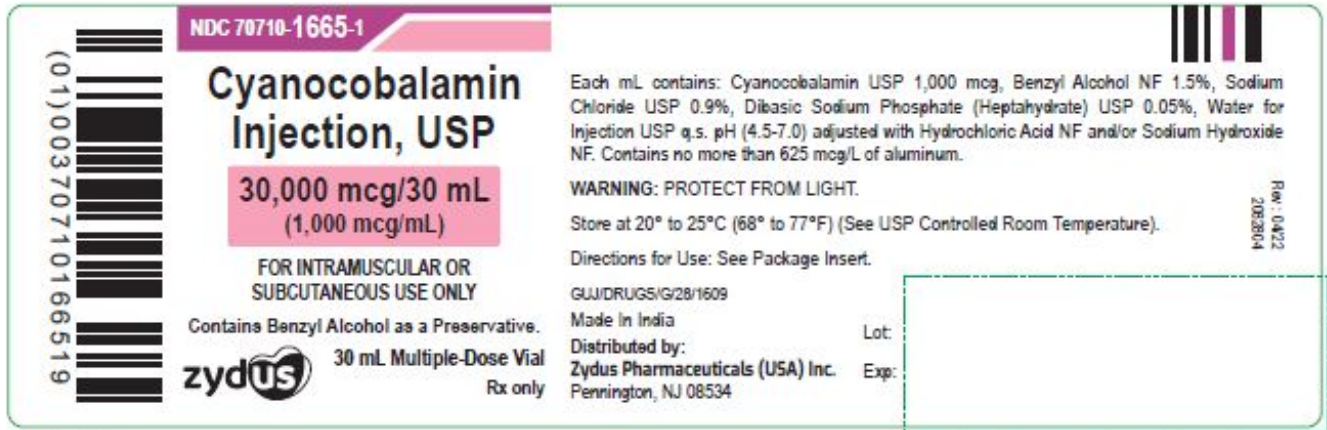 (01)00370710166519
NDC 70710-1665-1
Cyanocobalamin
Injection, USP
30,000 mcg/30 mL
(1,000 mcg/mL)
FOR INTRAMUSCULAR OR
SUBCUTANEOUS USE ONLY
Contains Benzyl Alcohol as a Preservative.
zydus
30 mL Multiple-Dose Vial
Rx only
Each mL contains: Cyanocobalamin USP 1,000 mcg, Benzyl Alcohol NF 1.5%, Sodium
Chloride USP 0.9%, Dibasic Sodium Phosphate (Heptahydrate) USP 0.05%, Water for
Injection USP q.s. pH (4.5-7.0) adjusted with Hydrochloric Acid NF and/or Sodium Hydroxide
NF. Contains no more than 625 mcg/L of aluminum.
WARNING: PROTECT FROM LIGHT.
Store at 20° to 25°C (68° to 77°F) (See USP Controlled Room Temperature).
Directions for Use: See Package Insert.
GUJ/DRUGS/G/28/1609
Made In India
Distributed by:
Zydus Pharmaceuticals (USA) Inc.
Pennington, NJ 08534
Lot:
Exp:
Rev.: 04/22
2082804